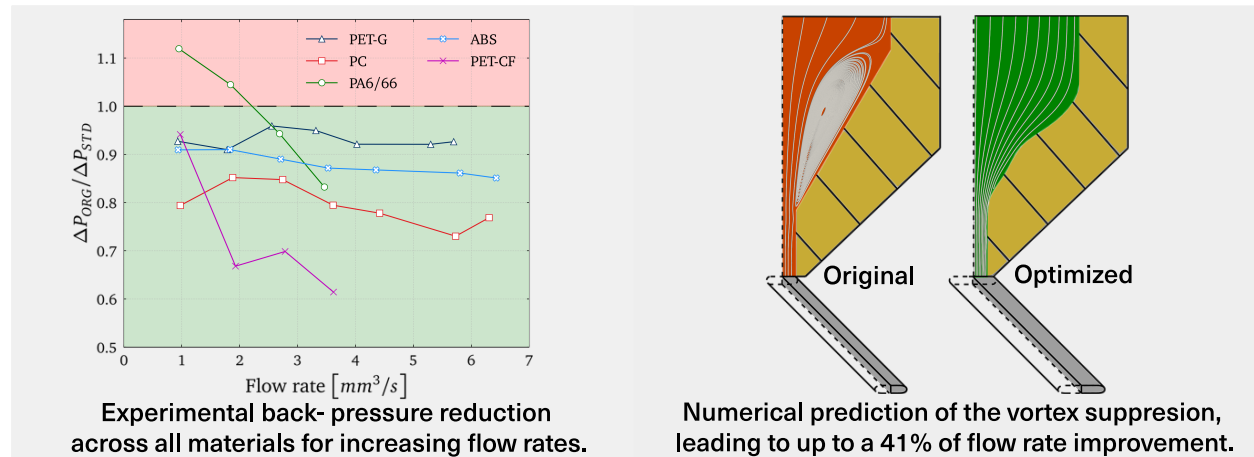 1.1
1.0
0.9
0.8
0.7
0.6
0.5
0
1
2
3
4
5
6
7
ΔP_ORG/ΔP_STD
Flow rate [mm³/s]
PET-G
PC
PA6/66
ABS
PET-CF
Experimental back- pressure reduction
across all materials for increasing flow rates.
Original
Optimized
Numerical prediction of the vortex suppresion,
leading to up to a 41% of flow rate improvement.